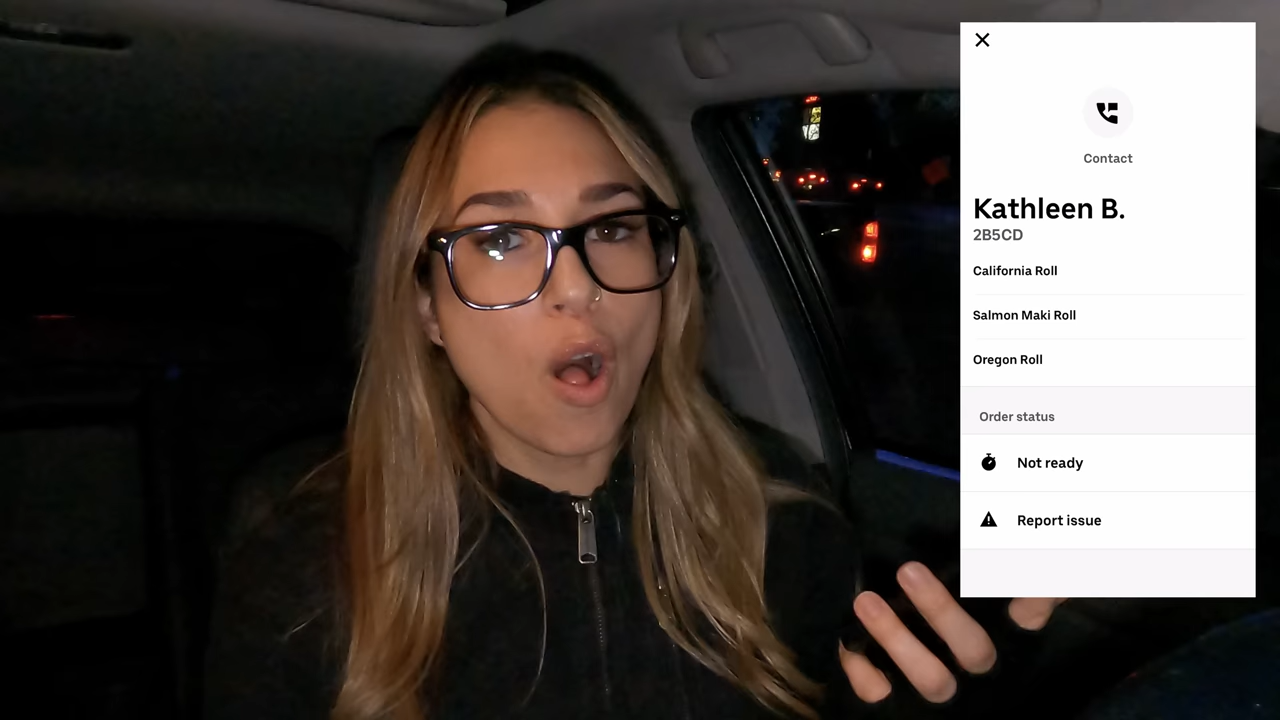 Contact
Kathleen B.
2B5CD
California Roll
Salmon Maki Roll
Oregon Roll
Order status
Not ready
Report issue